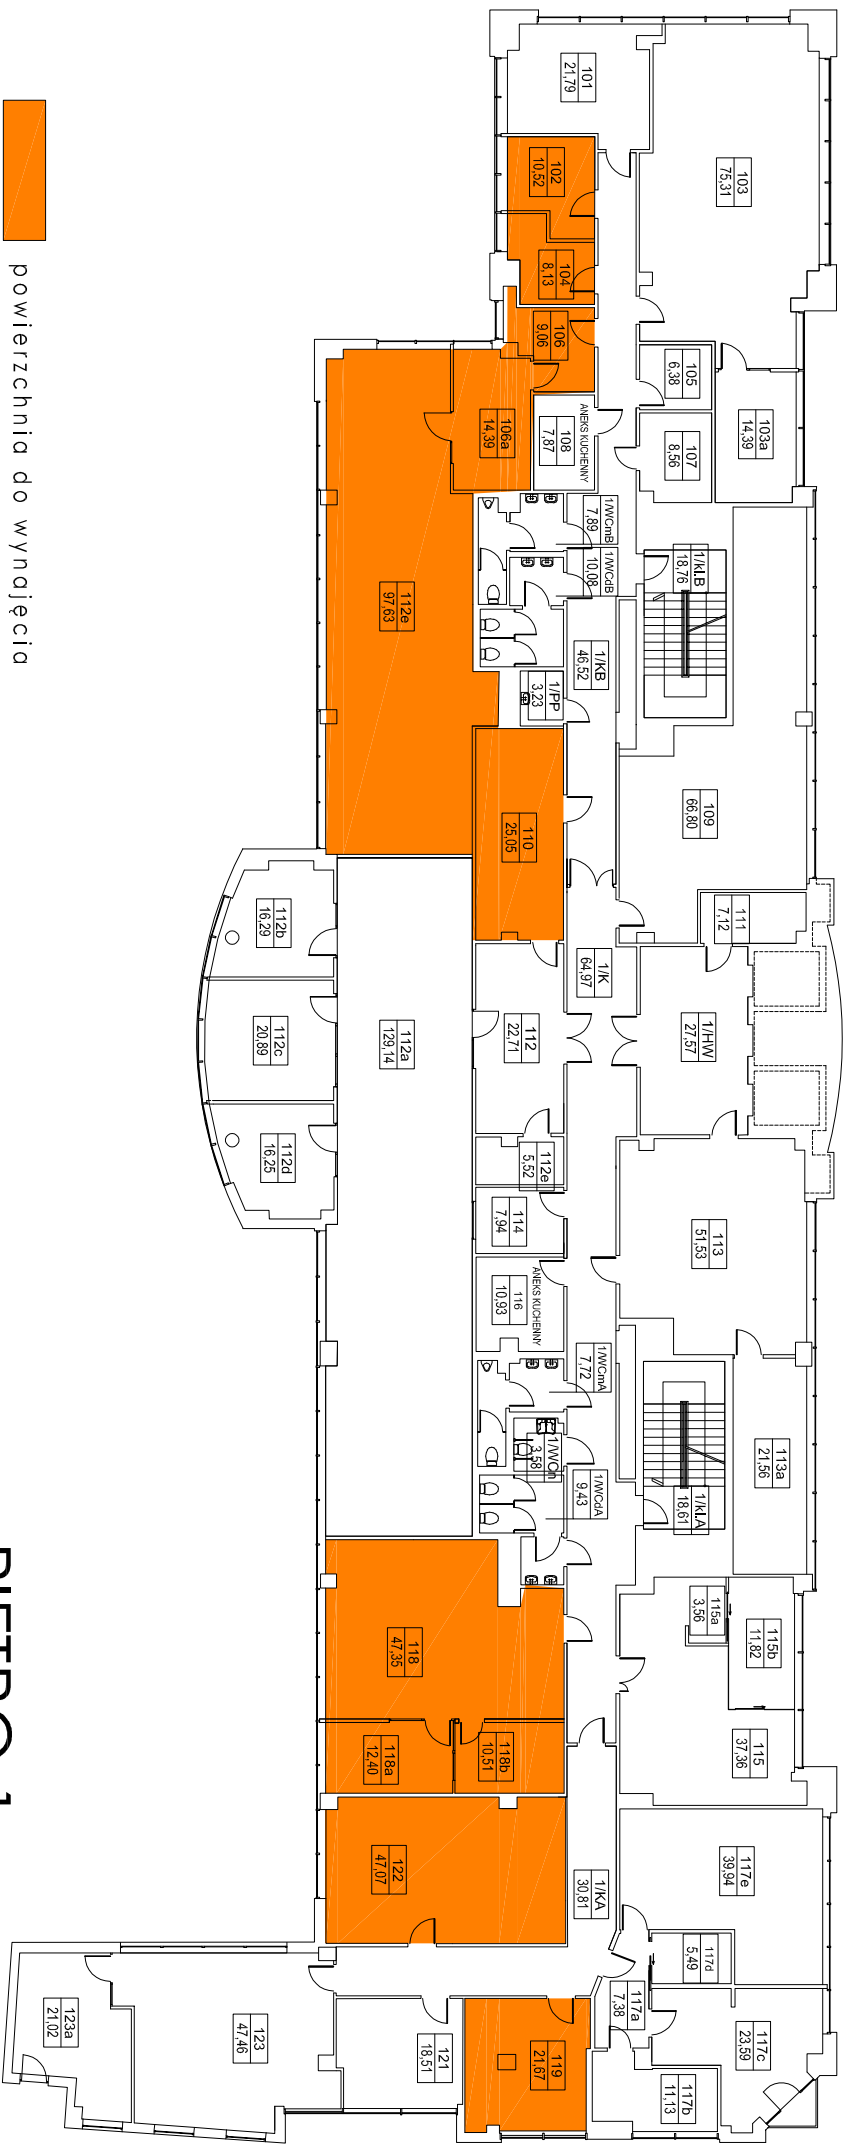 101
21,79
103
75,31
102
10,52
104
8,13
106
9,06
105
6,38
103a
14,39
106a
14,39
108
7,87
ANEKS KUCHENNY
107
8,56
1/WCmB
7,89
1/WCdB
10,08
1/kl.B
18,76
112e
97,63
1/KB
46,52
1/PP
3,23
109
66,80
110
25,05
111
7,12
112b
16,29
112c
20,89
112d
16,25
112a
129,14
112
22,71
1/K
64,97
1/HW
27,57
112e
5,52
114
7,94
113
51,53
116
10,93
ANEKS KUCHENNY
1/WCmA
7,72
1/WCn
3,58
1/WCdA
9,43
113a
21,56
1/kl.A
18,61
115a
3,56
115b
11,82
118
47,35
118a
12,40
118b
10,51
115
37,36
122
47,07
1/KA
30,81
117e
39,94
117d
5,49
117a
7,38
117c
23,59
117b
11,13
123a
21,02
123
47,46
121
18,51
119
21,67
powierzchnia do wynajęcia
PIĘTRO 1